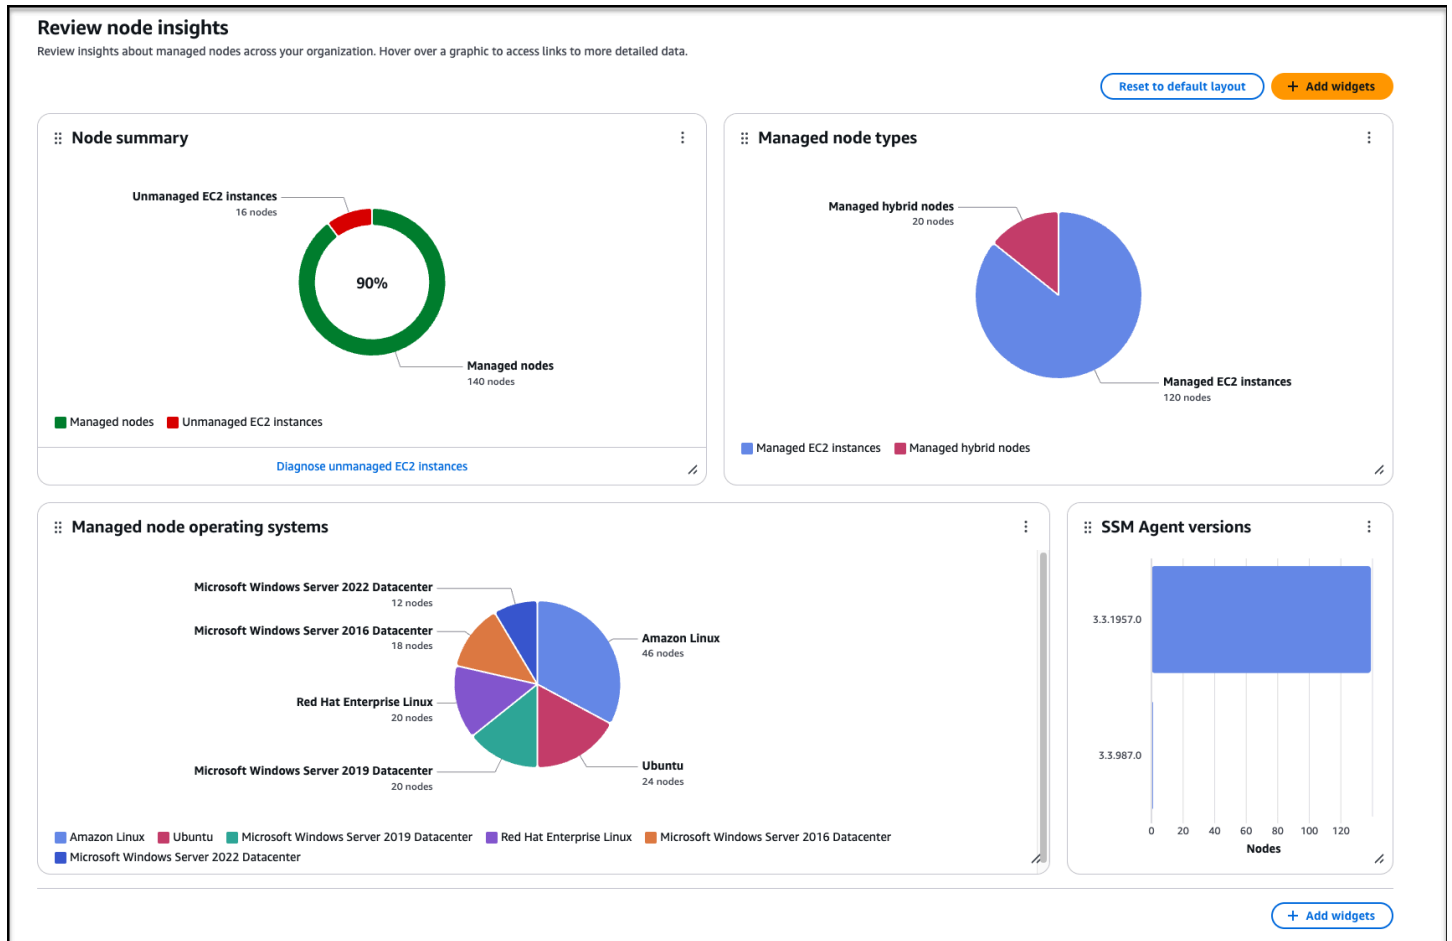 Review node insights
Review insights about managed nodes across your organization. Hover over a graphic to access links to more detailed data.
Reset to default layout
+ Add widgets
Node summary
Unmanaged EC2 instances
16 nodes
90%
Managed nodes
140 nodes
Managed nodes
Unmanaged EC2 instances
Diagnose unmanaged EC2 instances
Managed node types
Managed hybrid nodes
20 nodes
Managed EC2 instances
120 nodes
Managed EC2 instances
Managed hybrid nodes
Managed node operating systems
Microsoft Windows Server 2022 Datacenter
12 nodes
Microsoft Windows Server 2016 Datacenter
18 nodes
Amazon Linux
46 nodes
Red Hat Enterprise Linux
20 nodes
Ubuntu
24 nodes
Microsoft Windows Server 2019 Datacenter
20 nodes
Amazon Linux
Ubuntu
Microsoft Windows Server 2019 Datacenter
Red Hat Enterprise Linux
Microsoft Windows Server 2016 Datacenter
Microsoft Windows Server 2022 Datacenter
SSM Agent versions
3.3.1957.0
3.3.987.0
0 20 40 60 80 100 120
Nodes
+ Add widgets